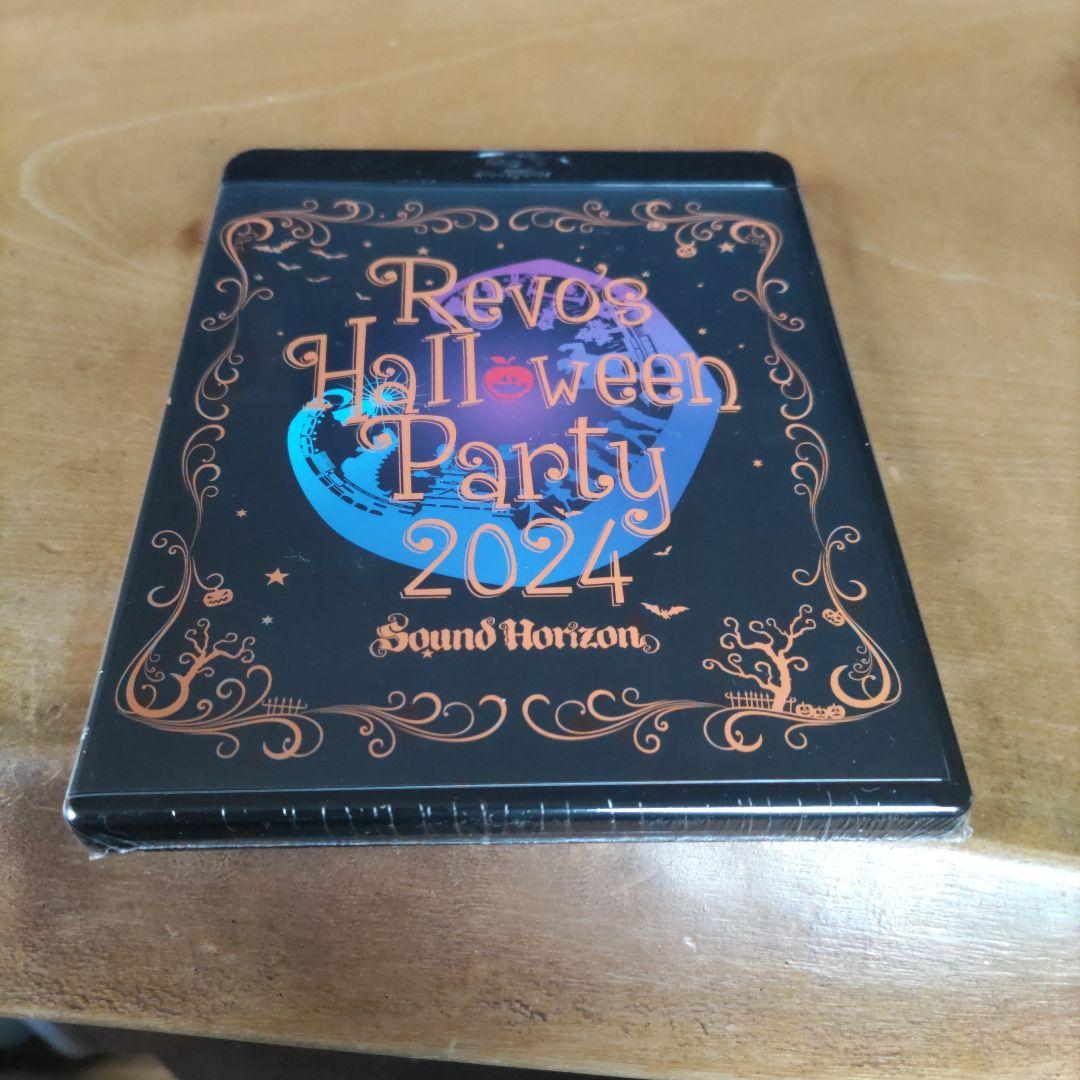 Revo's
Halloween
Party
2024
Sound Horizon